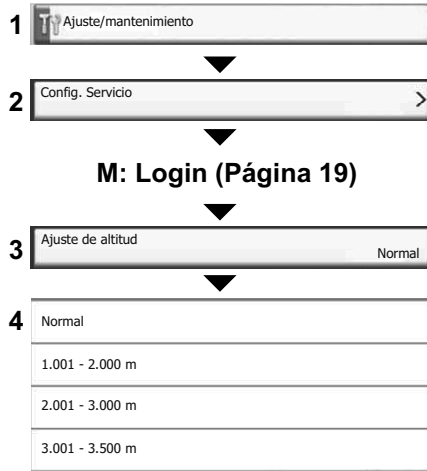 1 Ajuste/mantenimiento
2 Config. Servicio >
M: Login (Página 19)
3 Ajuste de altitud
Normal
4 Normal
1.001 - 2.000 m
2.001 - 3.000 m
3.001 - 3.500 m